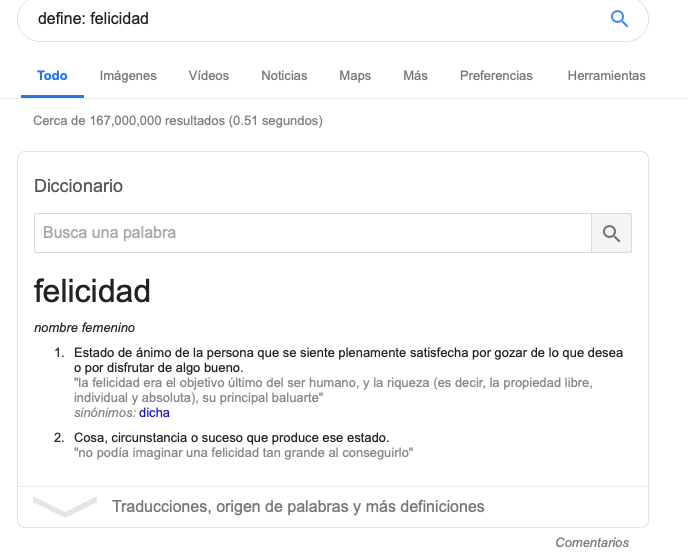 define: felicidad
Todo Imágenes Vídeos Noticias Maps Más Preferencias Herramientas
Cerca de 167,000,000 resultados (0.51 segundos)
Diccionario
Busca una palabra
felicidad
nombre femenino
1. Estado de ánimo de la persona que se siente plenamente satisfecha por gozar de lo que desea
o por disfrutar de algo bueno.
"la felicidad era el objetivo último del ser humano, y la riqueza (es decir, la propiedad libre,
individual y absoluta), su principal baluarte"
sinónimos: dicha
2. Cosa, circunstancia o suceso que produce ese estado.
"no podía imaginar una felicidad tan grande al conseguirlo"
Traducciones, origen de palabras y más definiciones
Comentarios